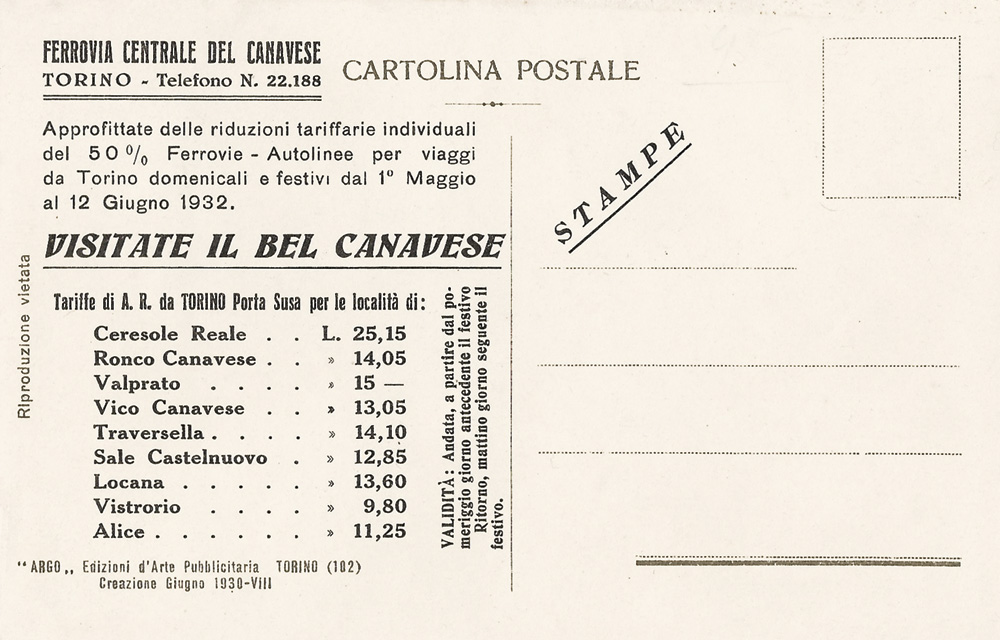 FERROVIA CENTRALE DEL CANAVESE
TORINO - Telefono N. 22.188
CARTOLINA POSTALE
Approfittate delle riduzioni tariffarie individuali
del 50 % Ferrovie - Autolinee per viaggi
da Torino domenicali e festivi dal 1° Maggio
al 12 Giugno 1932.
VISITATE IL BEL CANAVESE
Tariffe di A. R. da TORINO Porta Susa per le località di:
Ceresole Reale . . L. 25,15
Ronco Canavese . . » 14,05
Valprato . . . . » 15 —
Vico Canavese . . » 13,05
Traversella . . . . » 14,10
Sale Castelnuovo . » 12,85
Locana . . . . . » 13,60
Vistrorio . . . . » 9,80
Alice . . . . . . » 11,25
VALIDITÀ: Andata, a partire dal po-
meriggio giorno antecedente il festivo
Ritorno, mattino giorno seguente il
festivo.
Riproduzione vietata
“ARGO„ Edizioni d'Arte Pubblicitaria TORINO (102)
Creazione Giugno 1930-VIII
STAMPE